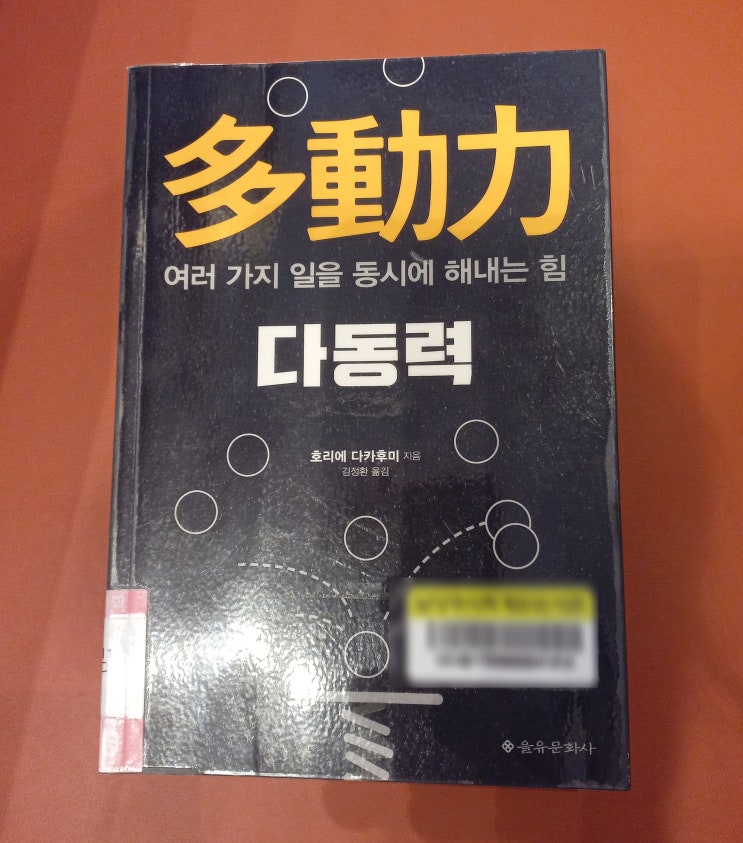 多動力
여러 가지 일을 동시에 해내는 힘
다동력
호리에 다카후미 지음
김정환 옮김
을유문화사